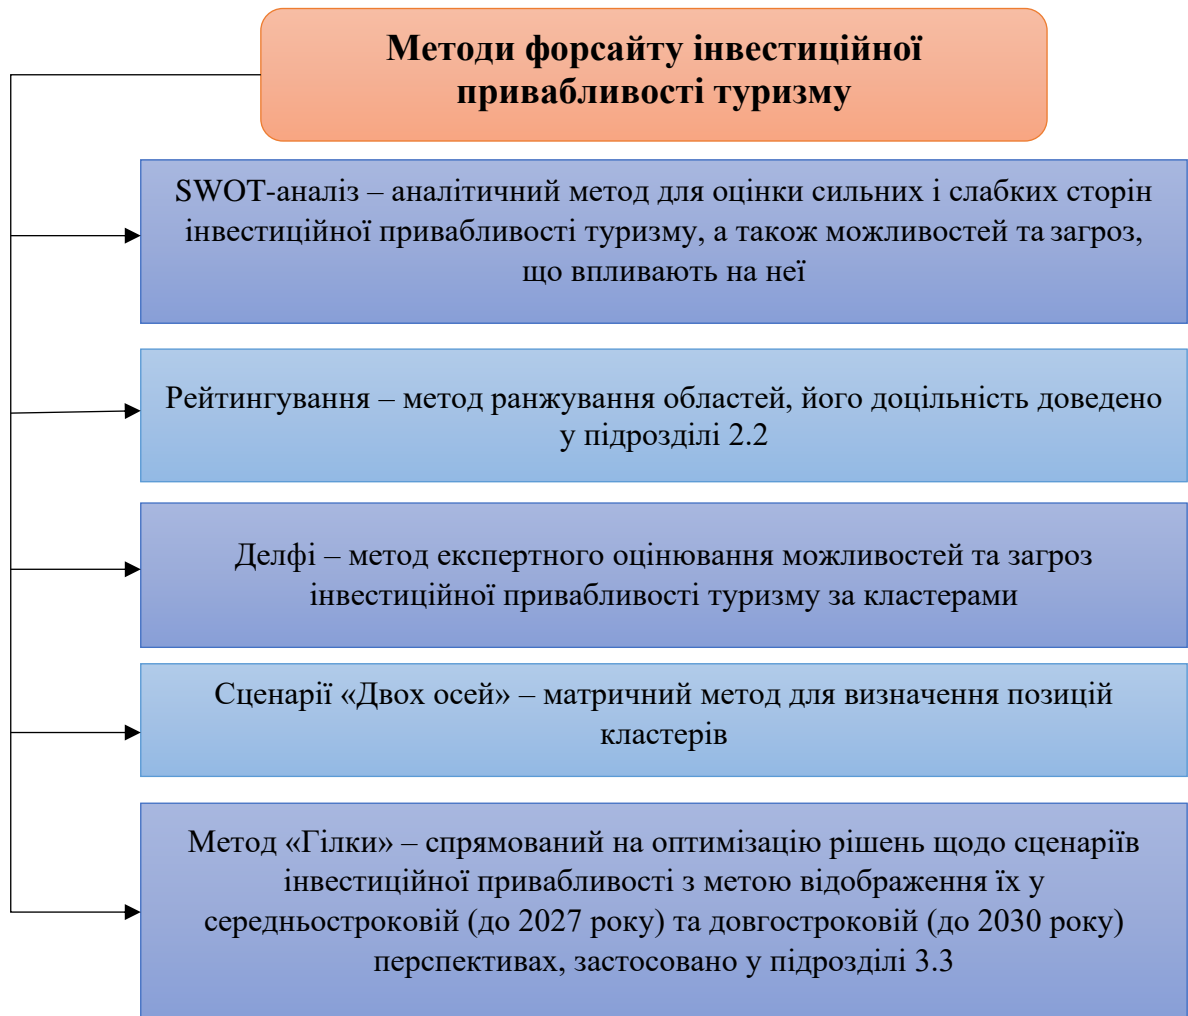 Методи форсайту інвестиційної
привабливості туризму
SWOT-аналіз – аналітичний метод для оцінки сильних і слабких сторін
інвестиційної привабливості туризму, а також можливостей та загроз,
що впливають на неї
Рейтингування – метод ранжування областей, його доцільність доведено
у підрозділі 2.2
Делфі – метод експертного оцінювання можливостей та загроз
інвестиційної привабливості туризму за кластерами
Сценарії «Двох осей» – матричний метод для визначення позицій
кластерів
Метод «Гілки» – спрямований на оптимізацію рішень щодо сценаріїв
інвестиційної привабливості з метою відображення їх у
середньостроковій (до 2027 року) та довгостроковій (до 2030 року)
перспективах, застосовано у підрозділі 3.3